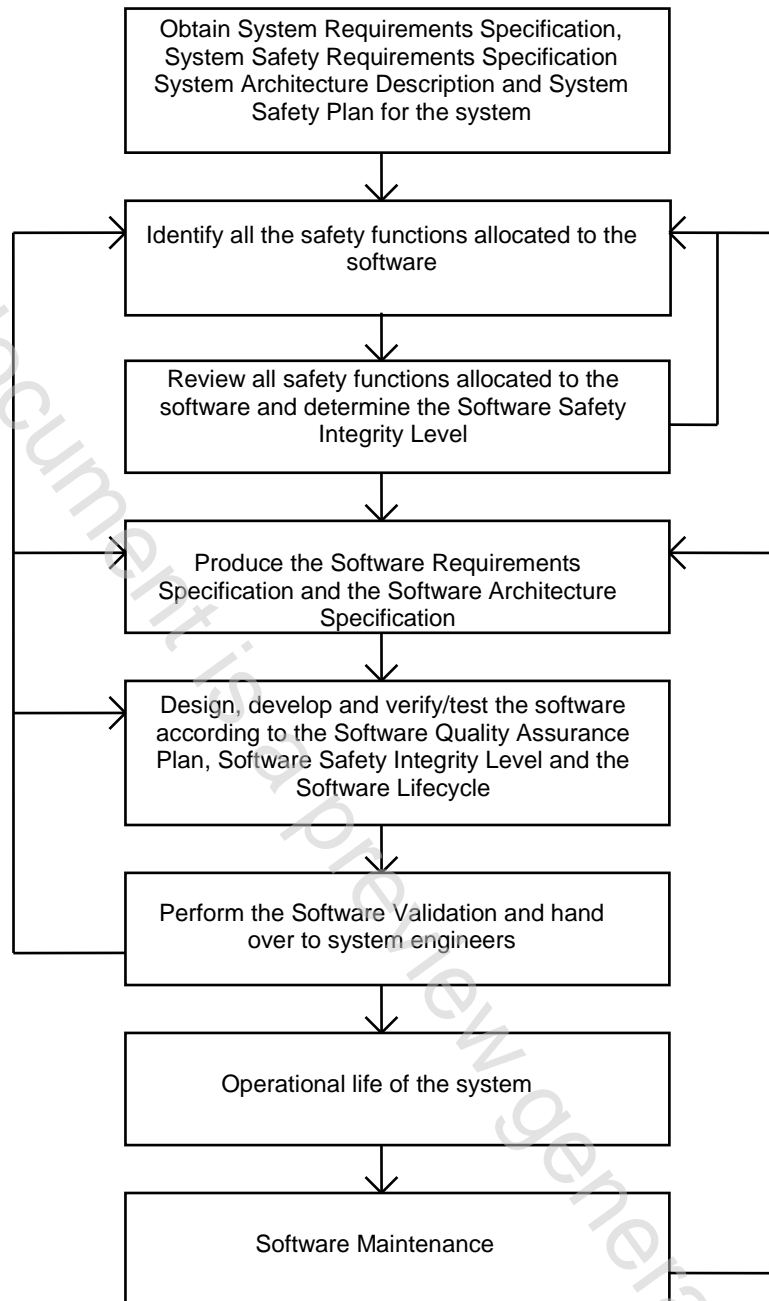 Obtain System Requirements Specification,
System Safety Requirements Specification
System Architecture Description and System
Safety Plan for the system
Identify all the safety functions allocated to the
software
Review all safety functions allocated to the
software and determine the Software Safety
Integrity Level
Produce the Software Requirements
Specification and the Software Architecture
Specification
Design, develop and verify/test the software
according to the Software Quality Assurance
Plan, Software Safety Integrity Level and the
Software Lifecycle
Perform the Software Validation and hand
over to system engineers
Operational life of the system
Software Maintenance
document is a preview genera